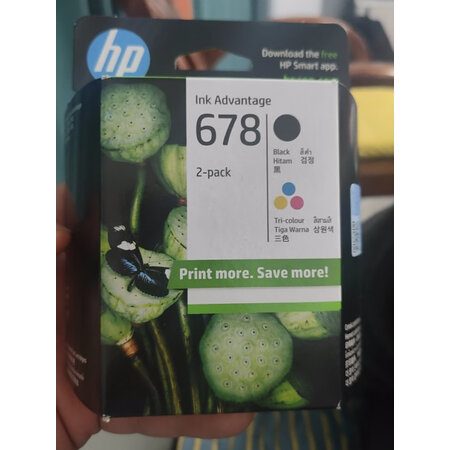 hp
Download the free
HP Smart app.
Ink Advantage
678
2-pack
Black สีดำ
Hitam 검정
黑
Tri-colour สีสามสี
Tiga Warna 삼원색
三色
Print more. Save more!